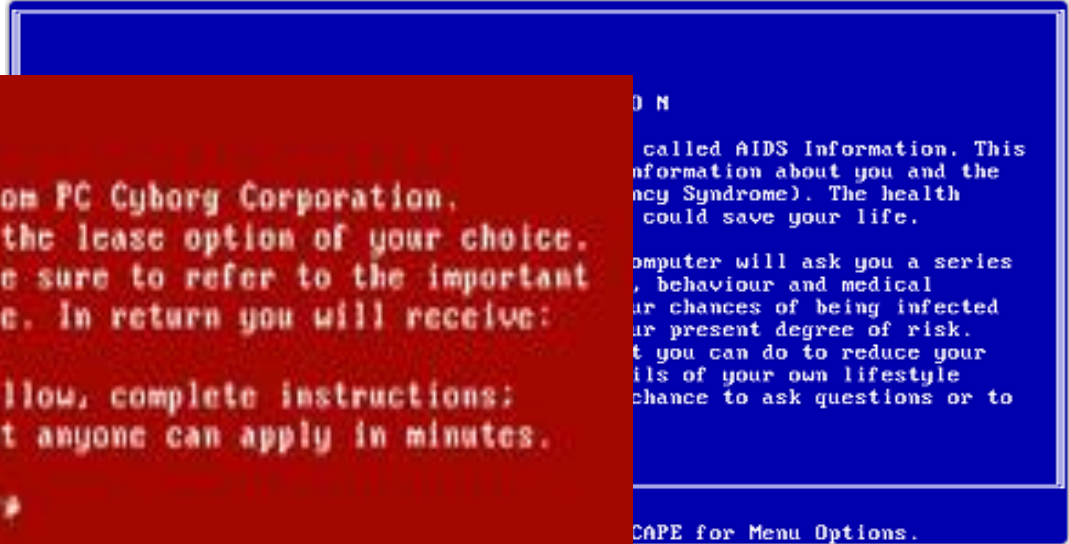 O N
called AIDS Information. This
nformation about you and the
ncy Syndrome). The health
could save your life.
omputer will ask you a series
, behaviour and medical
ur chances of being infected
ur present degree of risk.
t you can do to reduce your
ils of your own lifestyle
chance to ask questions or to
CAPE for Menu Options.
om PC Cyborg Corporation.
the lease option of your choice.
e sure to refer to the important
e. In return you will receive:
llow, complete instructions;
t anyone can apply in minutes.